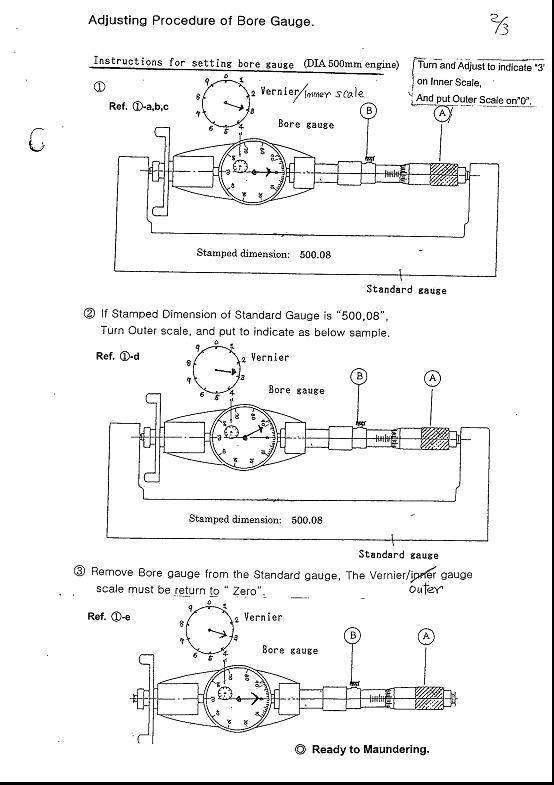 Adjusting Procedure of Bore Gauge.
2/3
Instructions for setting bore gauge (DIA 500mm engine)
Turn and Adjust to indicate "3"
on Inner Scale,
And put Outer Scale on"0".
①
Ref. ①-a,b,c
Vernier/Inner scale
Bore gauge
B
A
Stamped dimension: 500.08
Standard gauge
② If Stamped Dimension of Standard Gauge is "500,08",
Turn Outer scale, and put to indicate as below sample.
Ref. ①-d
Vernier
Bore gauge
B
A
Stamped dimension: 500.08
Standard gauge
③ Remove Bore gauge from the Standard gauge, The Vernier/inner gauge
outer
scale must be return to " Zero".
Ref. ①-e
Vernier
Bore gauge
B
A
◎ Ready to Maundering.